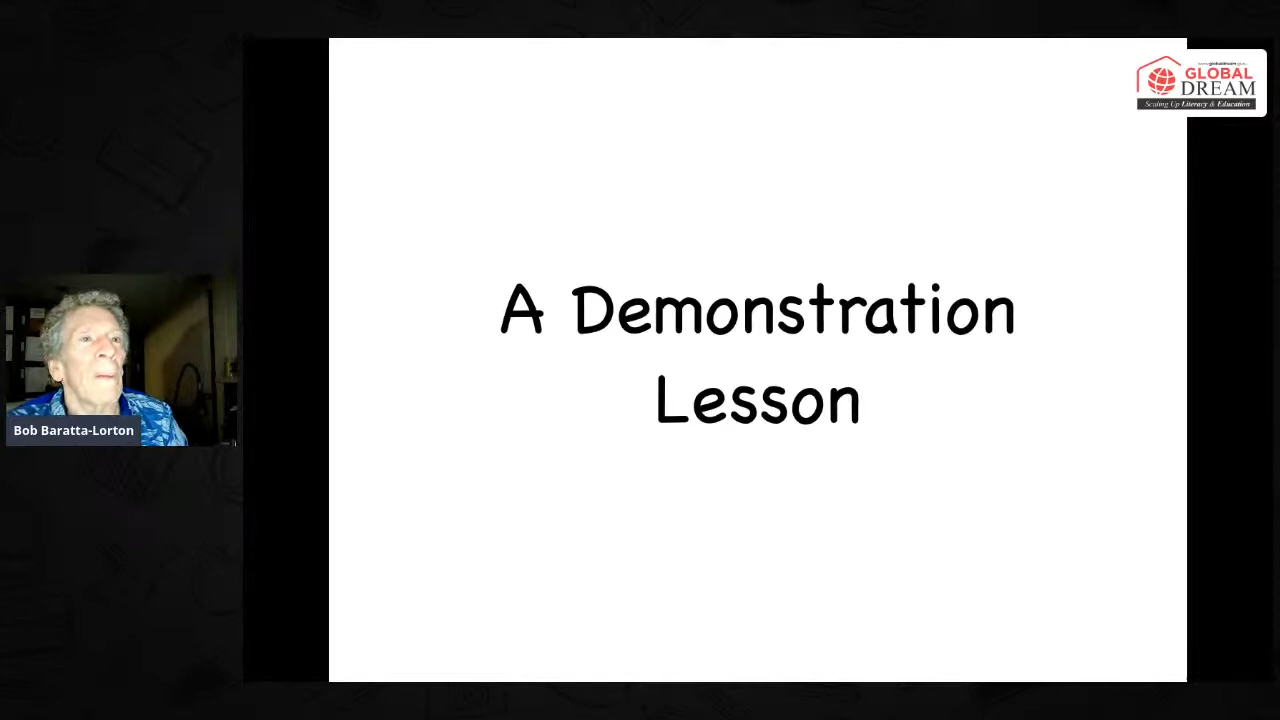 GLOBAL
DREAM
Scaling Up Literacy & Education
A Demonstration
Lesson
Bob Baratta-Lorton